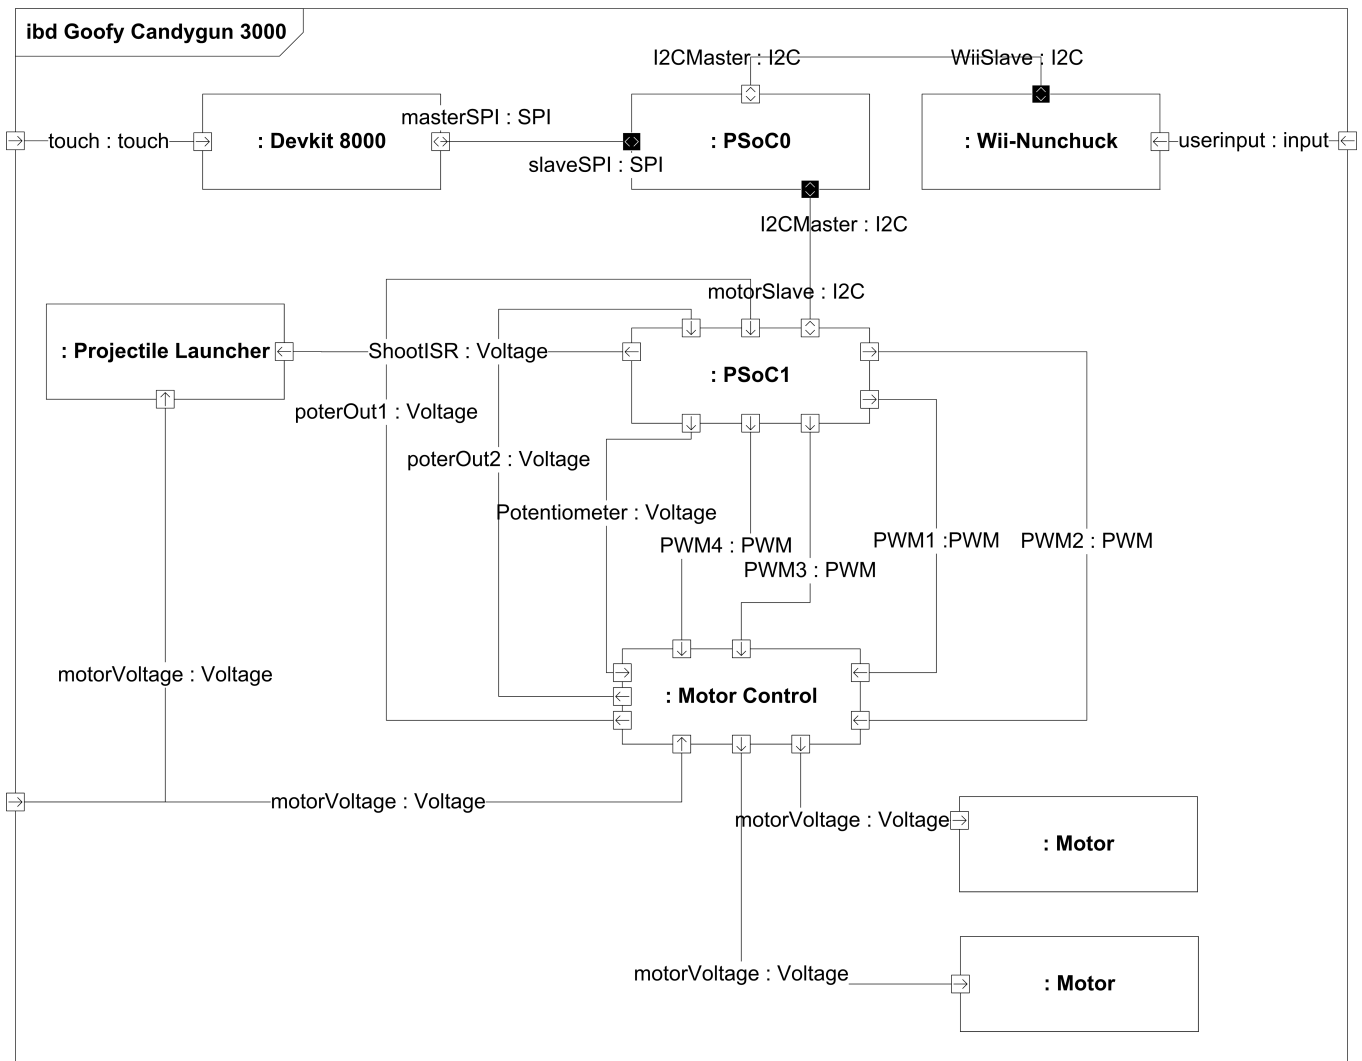 ibd Goofy Candygun 3000
I2CMaster : I2C
WiiSlave : I2C
masterSPI : SPI
touch : touch
: Devkit 8000
: PSoC0
: Wii-Nunchuck
userinput : input
slaveSPI : SPI
I2CMaster : I2C
motorSlave : I2C
: Projectile Launcher
ShootISR : Voltage
: PSoC1
poterOut1 : Voltage
poterOut2 : Voltage
Potentiometer : Voltage
PWM4 : PWM
PWM3 : PWM
PWM1 :PWM
PWM2 : PWM
motorVoltage : Voltage
: Motor Control
motorVoltage : Voltage
motorVoltage : Voltage
: Motor
motorVoltage : Voltage
: Motor